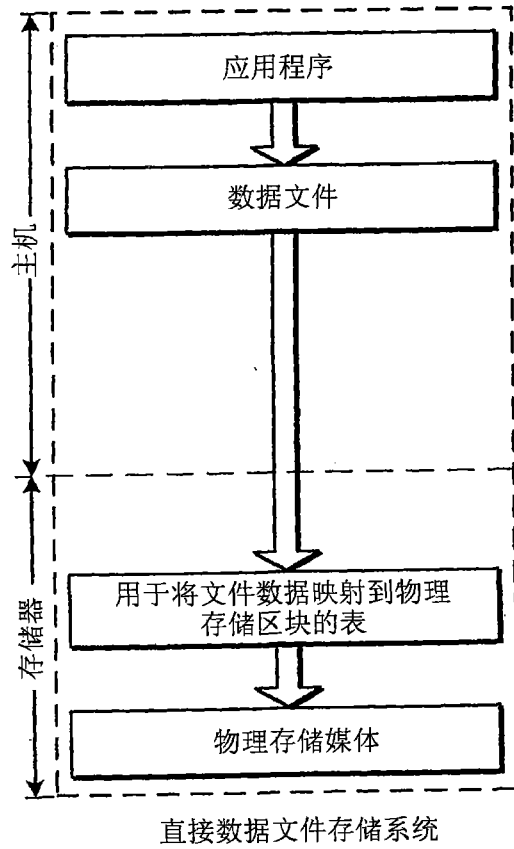 应用程序
数据文件
主机
用于将文件数据映射到物理
存储区块的表
存储器
物理存储媒体
直接数据文件存储系统